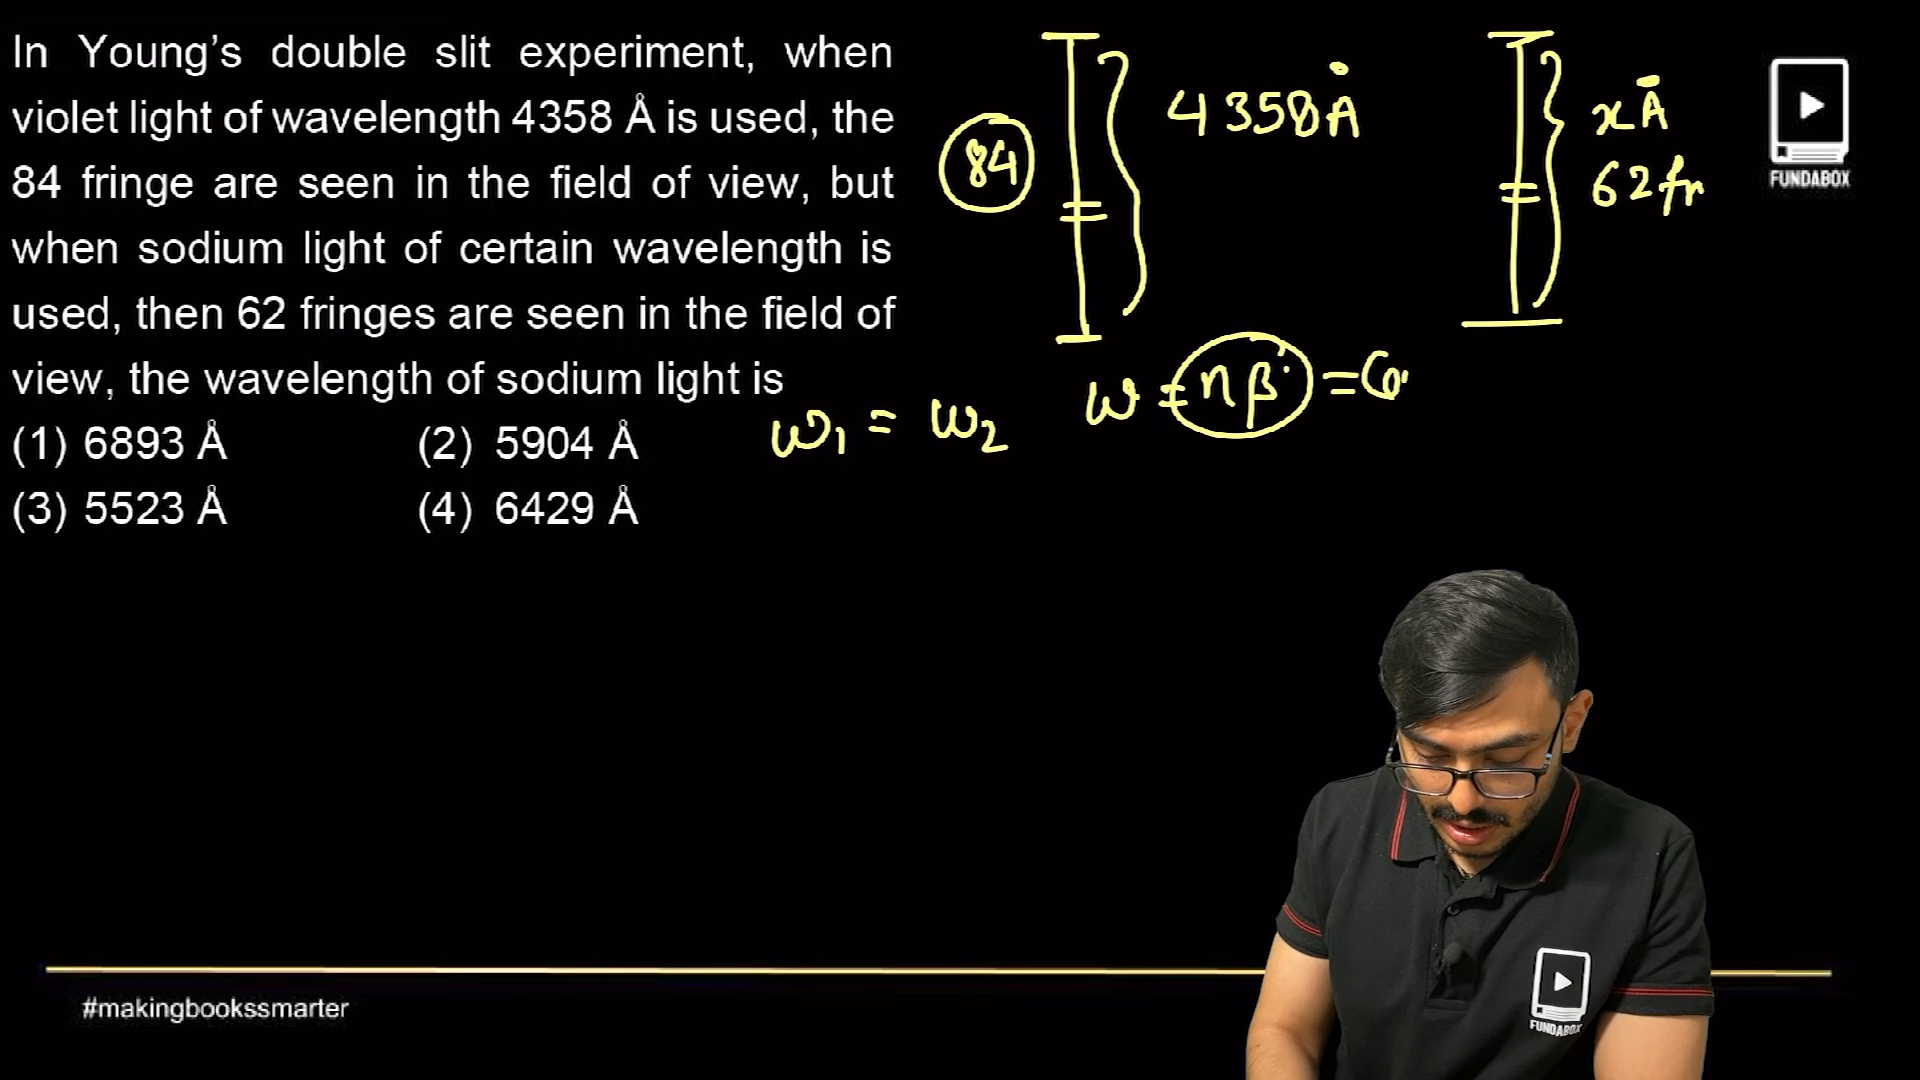 In Young’s double slit experiment, when
violet light of wavelength 4358 Å is used, the
84 fringe are seen in the field of view, but
when sodium light of certain wavelength is
used, then 62 fringes are seen in the field of
view, the wavelength of sodium light is
(1) 6893 Å (2) 5904 Å
(3) 5523 Å (4) 6429 Å
84
4358Å
xÅ
62fr
FUNDABOX
w = nβ =
w₁ = w₂
FUNDABOX
#makingbookssmarter